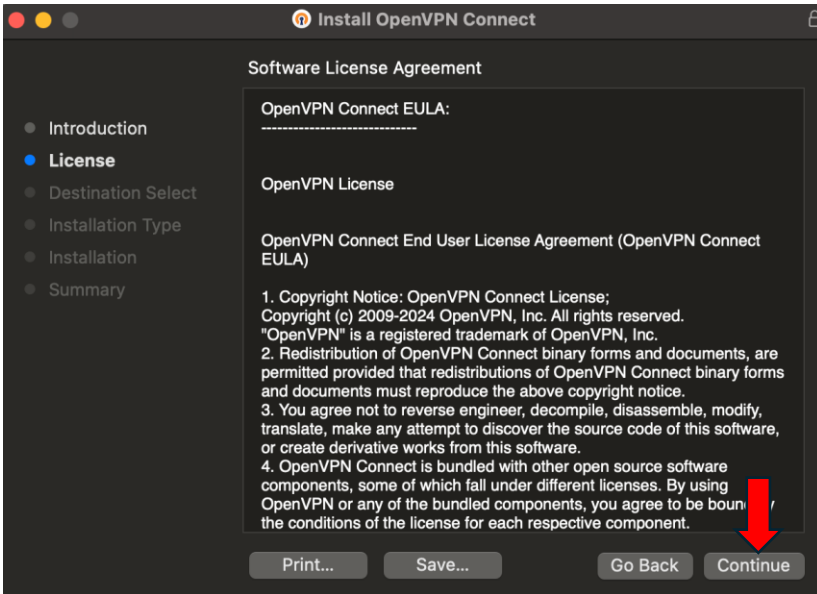 Install OpenVPN Connect
Software License Agreement
Introduction
License
Destination Select
Installation Type
Installation
Summary
OpenVPN Connect EULA:
-----------------------------
OpenVPN License
OpenVPN Connect End User License Agreement (OpenVPN Connect
EULA)
1. Copyright Notice: OpenVPN Connect License;
Copyright (c) 2009-2024 OpenVPN, Inc. All rights reserved.
"OpenVPN" is a registered trademark of OpenVPN, Inc.
2. Redistribution of OpenVPN Connect binary forms and documents, are
permitted provided that redistributions of OpenVPN Connect binary forms
and documents must reproduce the above copyright notice.
3. You agree not to reverse engineer, decompile, disassemble, modify,
translate, make any attempt to discover the source code of this software,
or create derivative works from this software.
4. OpenVPN Connect is bundled with other open source software
components, some of which fall under different licenses. By using
OpenVPN or any of the bundled components, you agree to be
the conditions of the license for each respective component.
Print...
Save...
Go Back
Continue